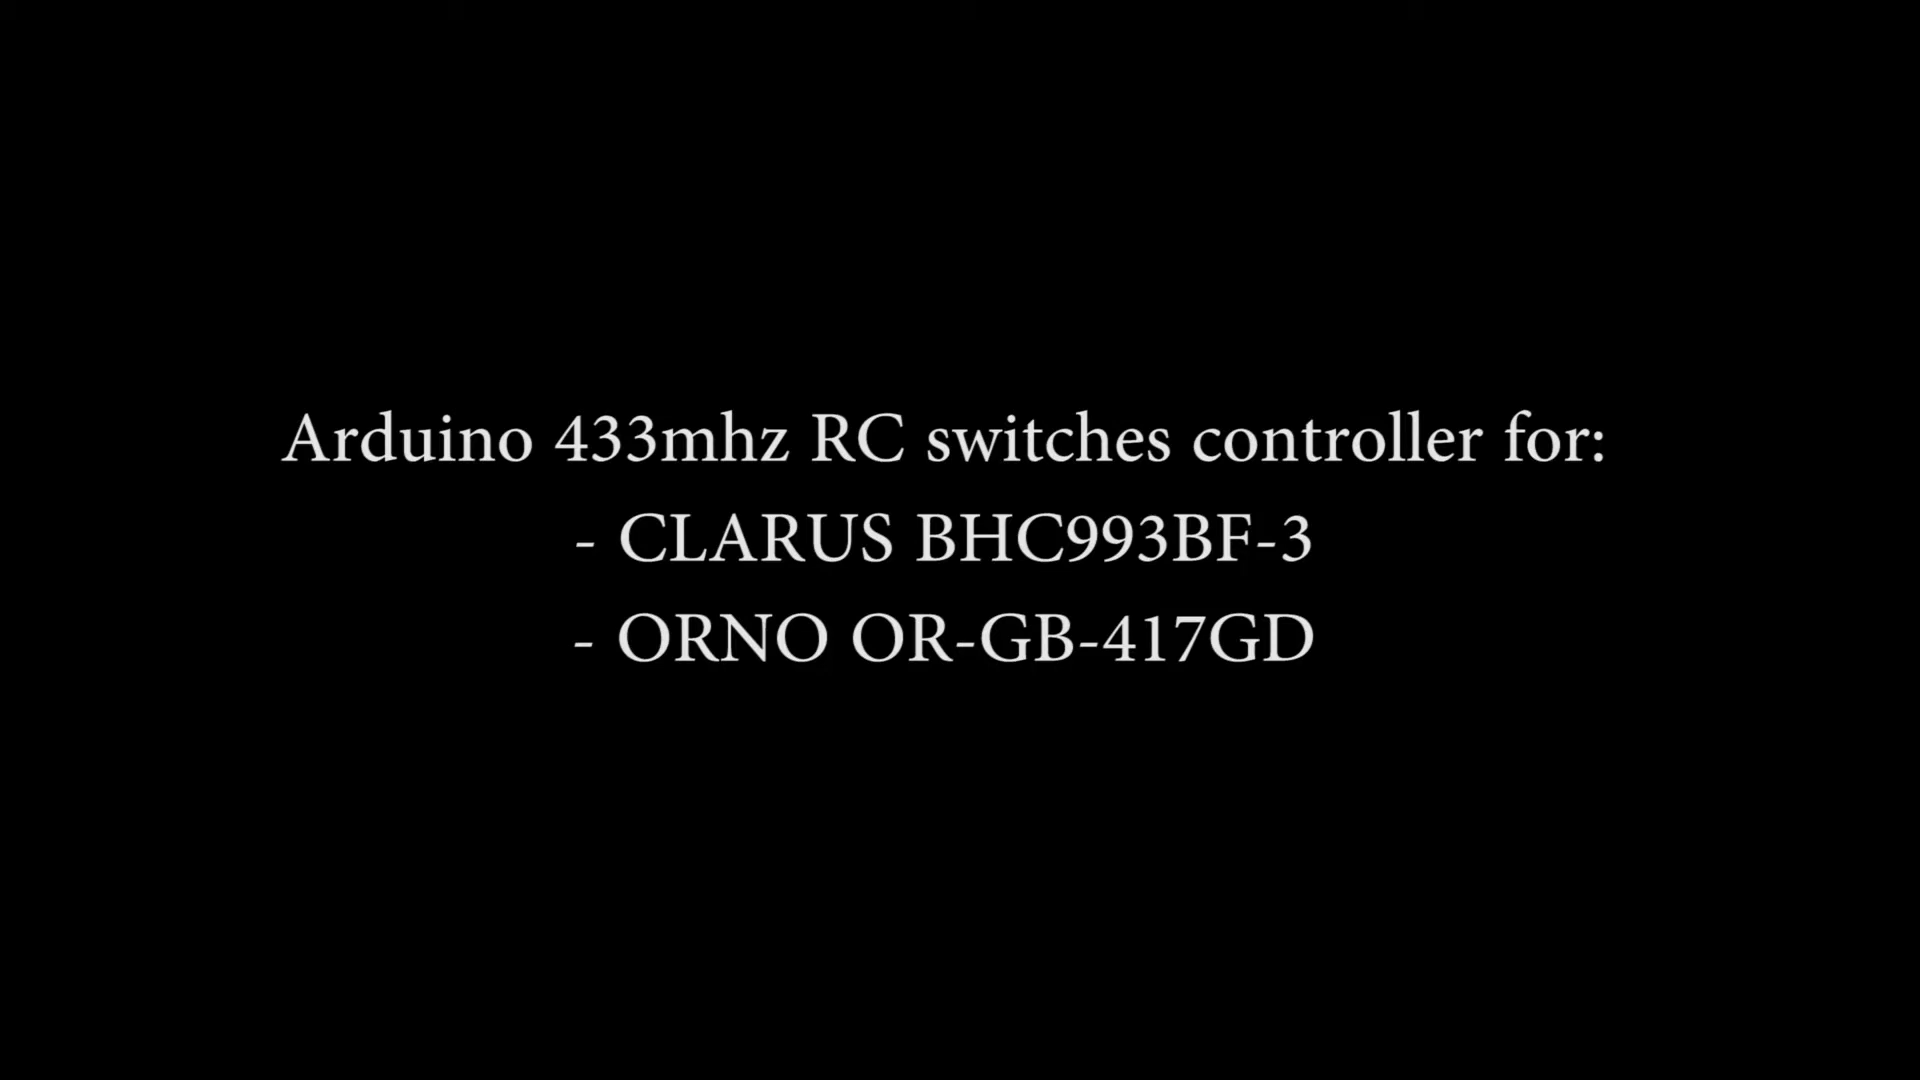 Arduino 433mhz RC switches controller for:
- CLARUS BHC993BF-3
- ORNO OR-GB-417GD